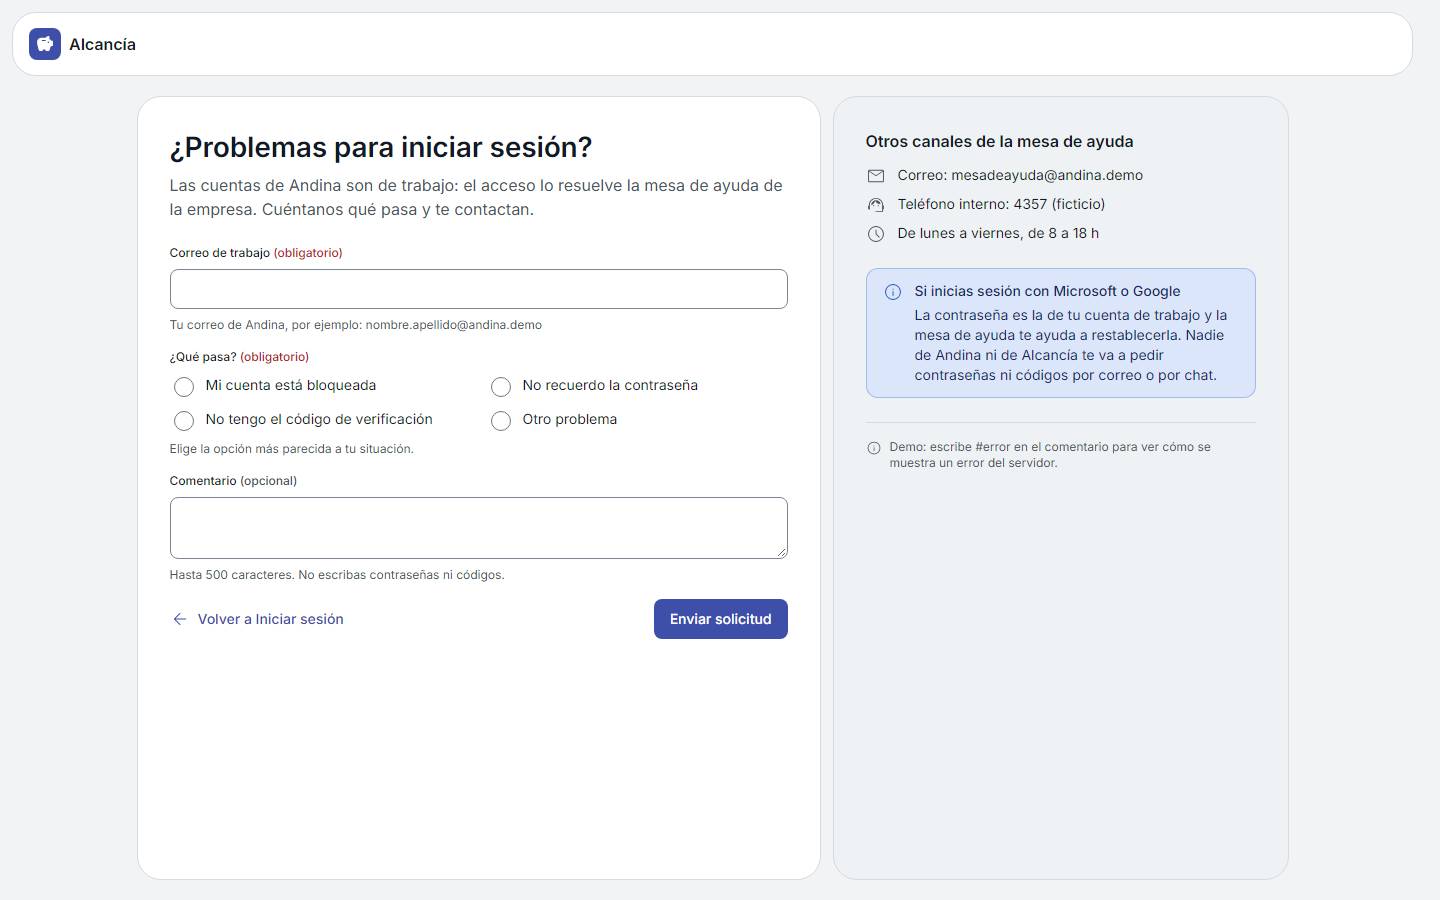 Alcancía
¿Problemas para iniciar sesión?
Las cuentas de Andina son de trabajo: el acceso lo resuelve la mesa de ayuda de
la empresa. Cuéntanos qué pasa y te contactan.
Correo de trabajo (obligatorio)
Tu correo de Andina, por ejemplo: nombre.apellido@andina.demo
¿Qué pasa? (obligatorio)
Mi cuenta está bloqueada
No recuerdo la contraseña
No tengo el código de verificación
Otro problema
Elige la opción más parecida a tu situación.
Comentario (opcional)
Hasta 500 caracteres. No escribas contraseñas ni códigos.
Volver a Iniciar sesión
Enviar solicitud
Otros canales de la mesa de ayuda
Correo: mesadeayuda@andina.demo
Teléfono interno: 4357 (ficticio)
De lunes a viernes, de 8 a 18 h
Si inicias sesión con Microsoft o Google
La contraseña es la de tu cuenta de trabajo y la
mesa de ayuda te ayuda a restablecerla. Nadie
de Andina ni de Alcancía te va a pedir
contraseñas ni códigos por correo o por chat.
Demo: escribe #error en el comentario para ver cómo se
muestra un error del servidor.